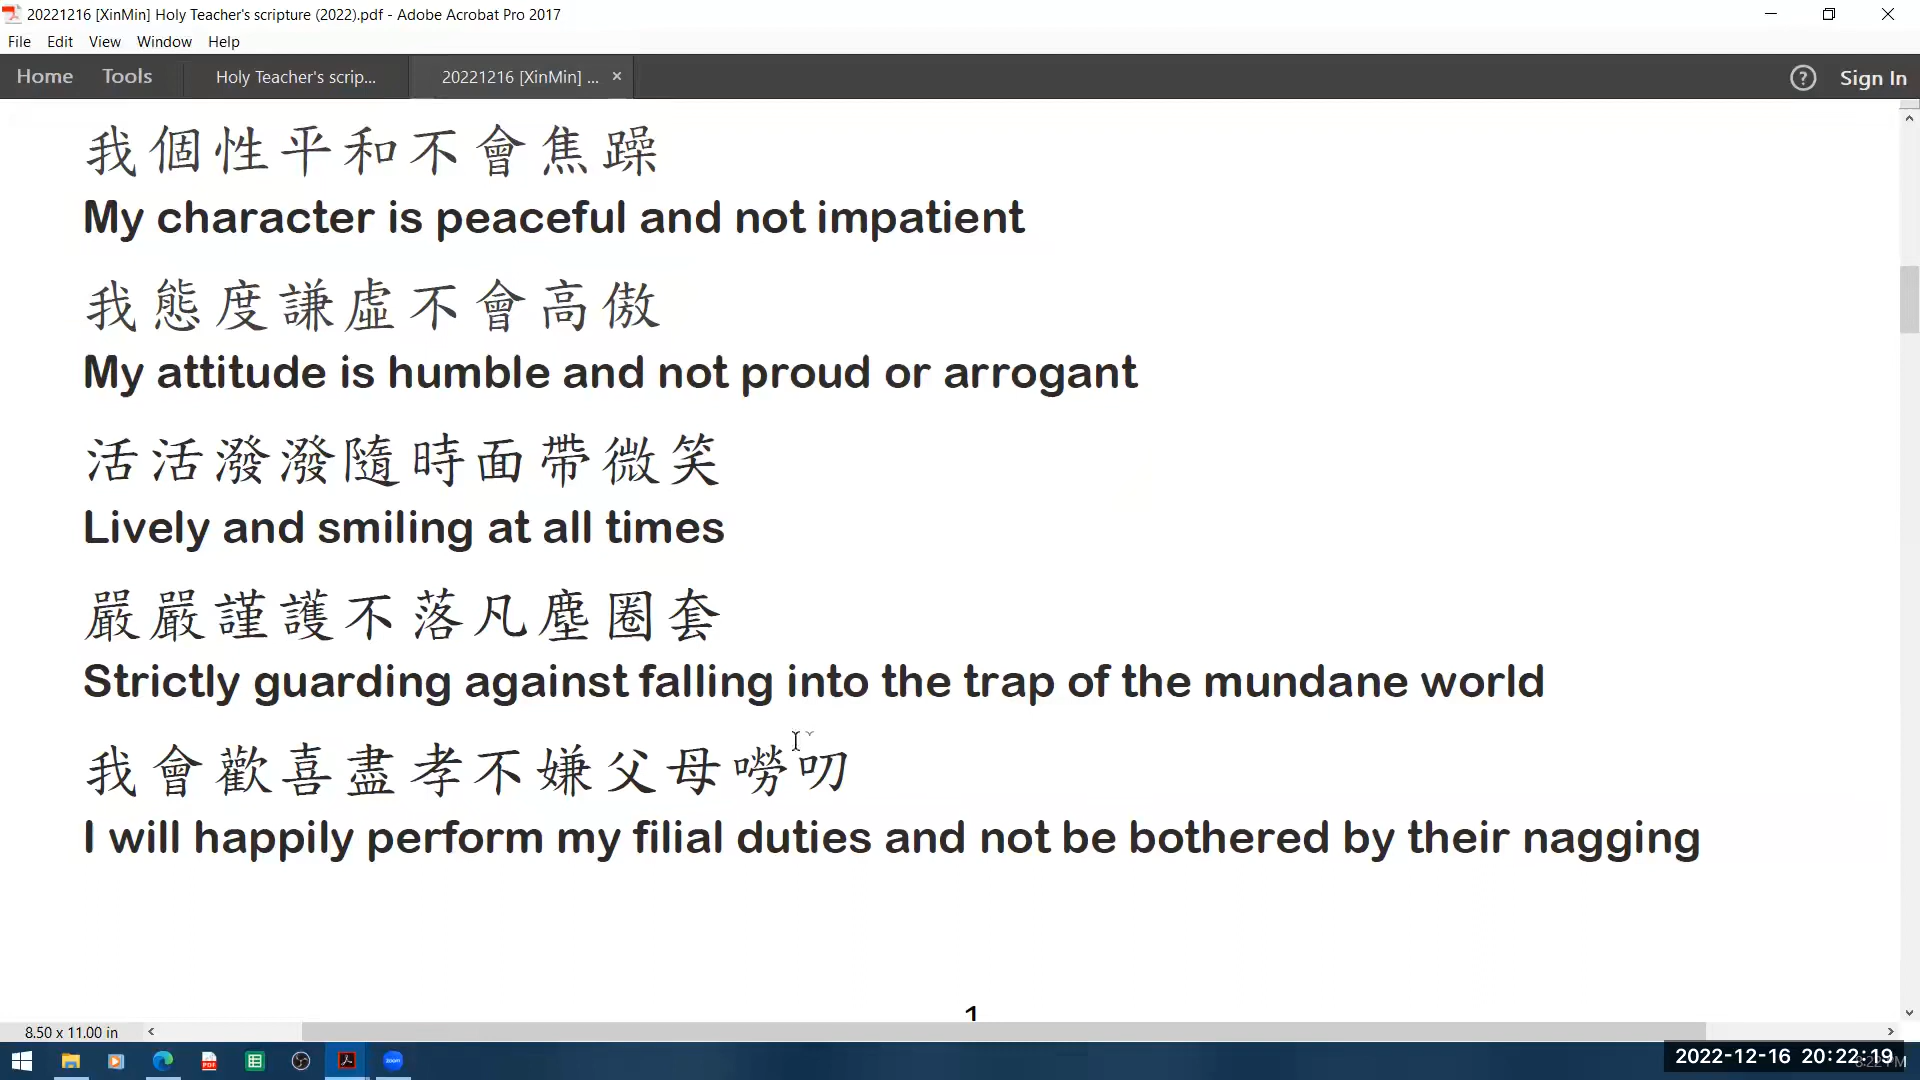 20221216 [XinMin] Holy Teacher's scripture (2022).pdf - Adobe Acrobat Pro 2017
File Edit View Window Help
Home Tools Holy Teacher's scrip... 20221216 [XinMin] ... × ? Sign In
我個性平和不會焦躁
My character is peaceful and not impatient
我態度謙虛不會高傲
My attitude is humble and not proud or arrogant
活活潑潑隨時面帶微笑
Lively and smiling at all times
嚴嚴謹護不落凡塵圈套
Strictly guarding against falling into the trap of the mundane world
我會歡喜盡孝不嫌父母嘮叨
I will happily perform my filial duties and not be bothered by their nagging
1
8.50 x 11.00 in
PDF zoom
2022-12-16 20:22:19